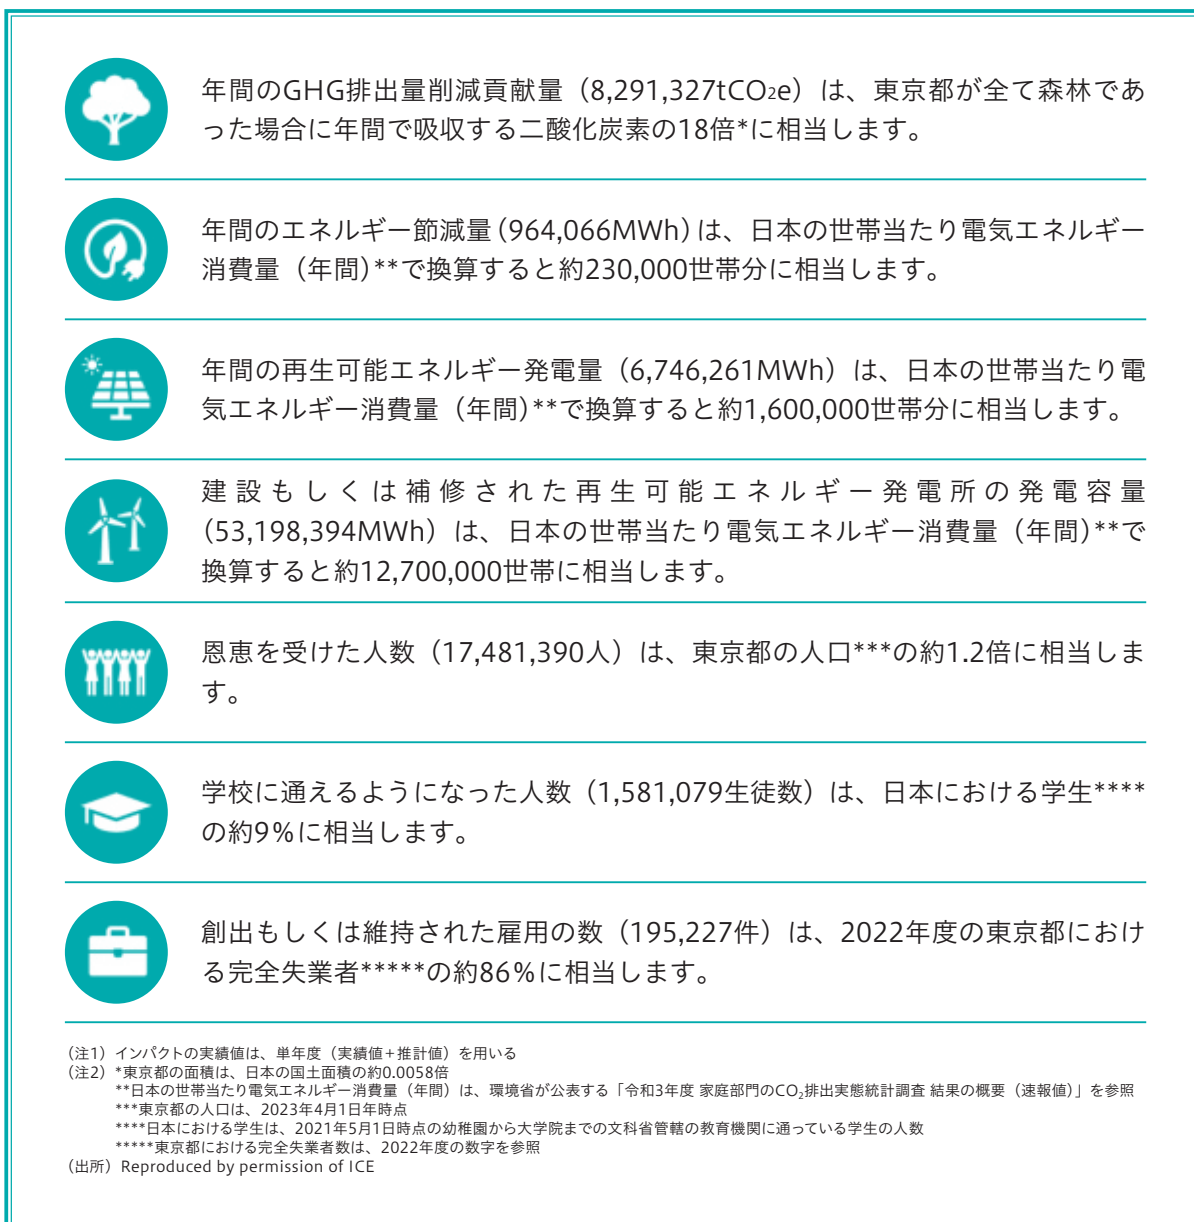 年間のGHG排出量削減貢献量（8,291,327tCO₂e）は、東京都が全て森林であ
った場合に年間で吸収する二酸化炭素の18倍*に相当します。
年間のエネルギー節減量（964,066MWh）は、日本の世帯当たり電気エネルギー
消費量（年間）**で換算すると約230,000世帯分に相当します。
年間の再生可能エネルギー発電量（6,746,261MWh）は、日本の世帯当たり電
気エネルギー消費量（年間）**で換算すると約1,600,000世帯分に相当します。
建設もしくは補修された再生可能エネルギー発電所の発電容量
（53,198,394MWh）は、日本の世帯当たり電気エネルギー消費量（年間）**で
換算すると約12,700,000世帯に相当します。
恩恵を受けた人数（17,481,390人）は、東京都の人口***の約1.2倍に相当しま
す。
学校に通えるようになった人数（1,581,079生徒数）は、日本における学生****
の約9％に相当します。
創出もしくは維持された雇用の数（195,227件）は、2022年度の東京都におけ
る完全失業者*****の約86％に相当します。
（注1）インパクトの実績値は、単年度（実績値+推計値）を用いる
（注2）*東京都の面積は、日本の国土面積の約0.0058倍
**日本の世帯当たり電気エネルギー消費量（年間）は、環境省が公表する「令和3年度 家庭部門のCO₂排出実態統計調査 結果の概要（速報値）」を参照
***東京都の人口は、2023年4月1日年時点
****日本における学生は、2021年5月1日時点の幼稚園から大学院までの文科省管轄の教育機関に通っている学生の人数
*****東京都における完全失業者数は、2022年度の数字を参照
（出所）Reproduced by permission of ICE